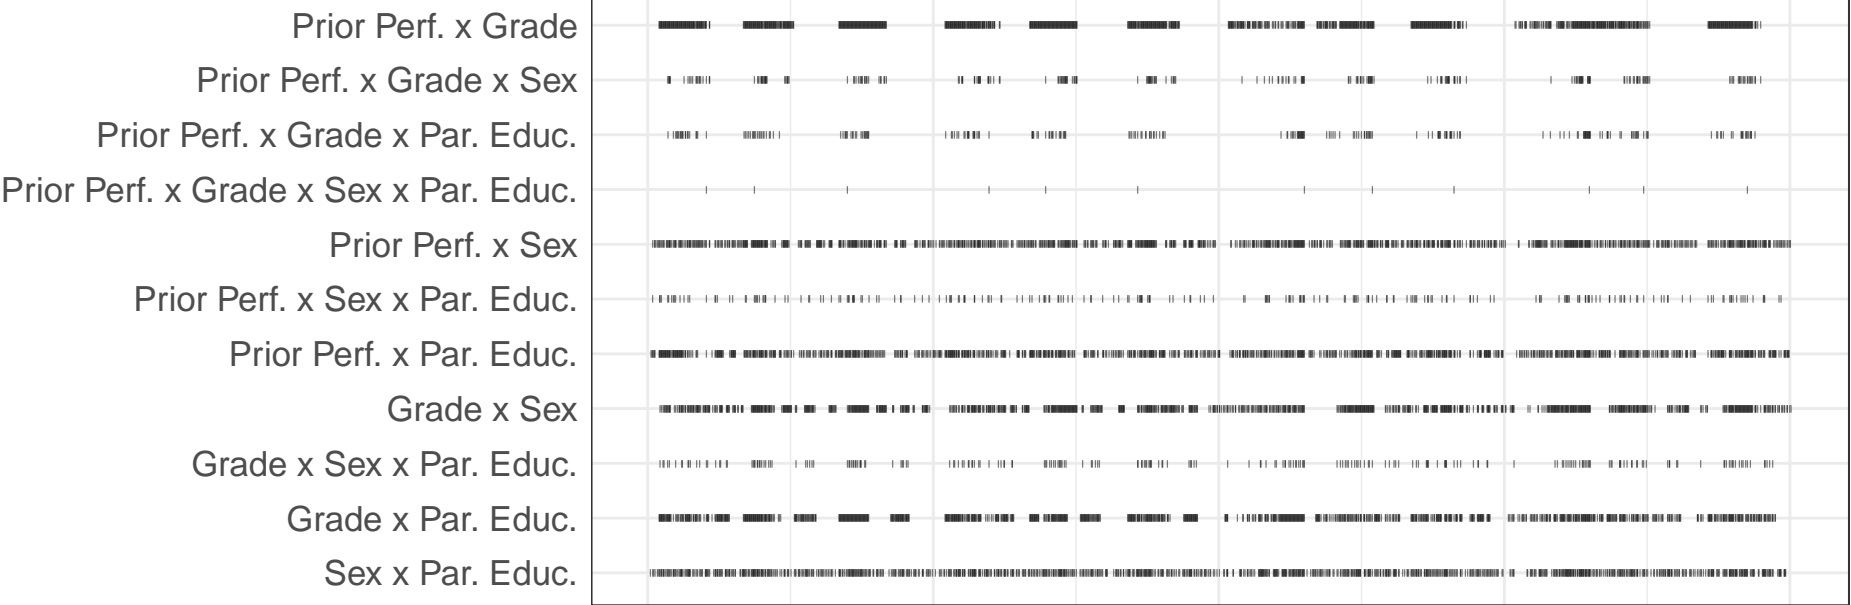 Prior Perf. x Grade
Prior Perf. x Grade x Sex
Prior Perf. x Grade x Par. Educ.
Prior Perf. x Grade x Sex x Par. Educ.
Prior Perf. x Sex
Prior Perf. x Sex x Par. Educ.
Prior Perf. x Par. Educ.
Grade x Sex
Grade x Sex x Par. Educ.
Grade x Par. Educ.
Sex x Par. Educ.